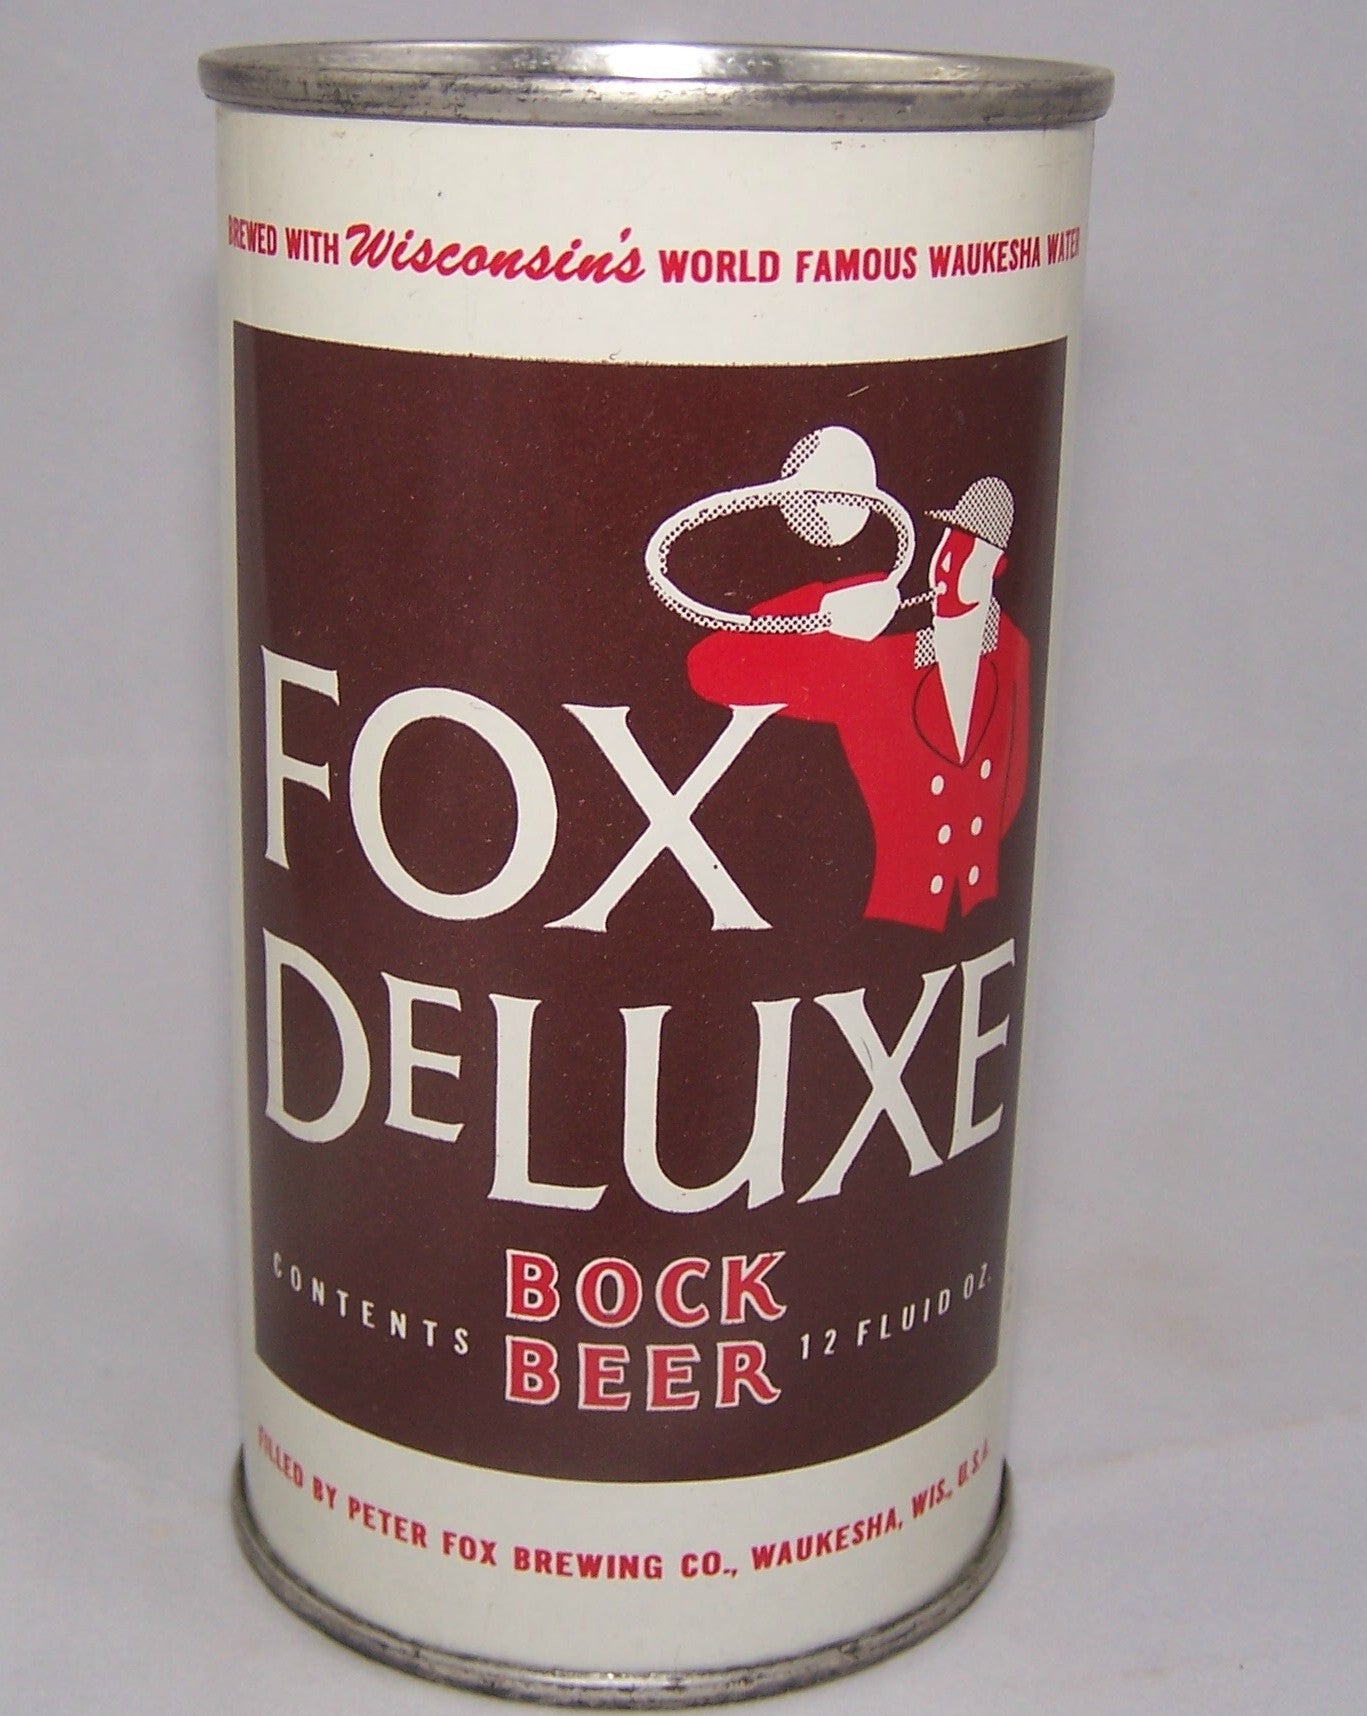 BREWED WITH Wisconsin's WORLD FAMOUS WAUKESHA WATER
FOX
DELUXE
CONTENTS BOCK BEER 12 FLUID OZ.
FILLED BY PETER FOX BREWING CO., WAUKESHA, WIS., U.S.A.